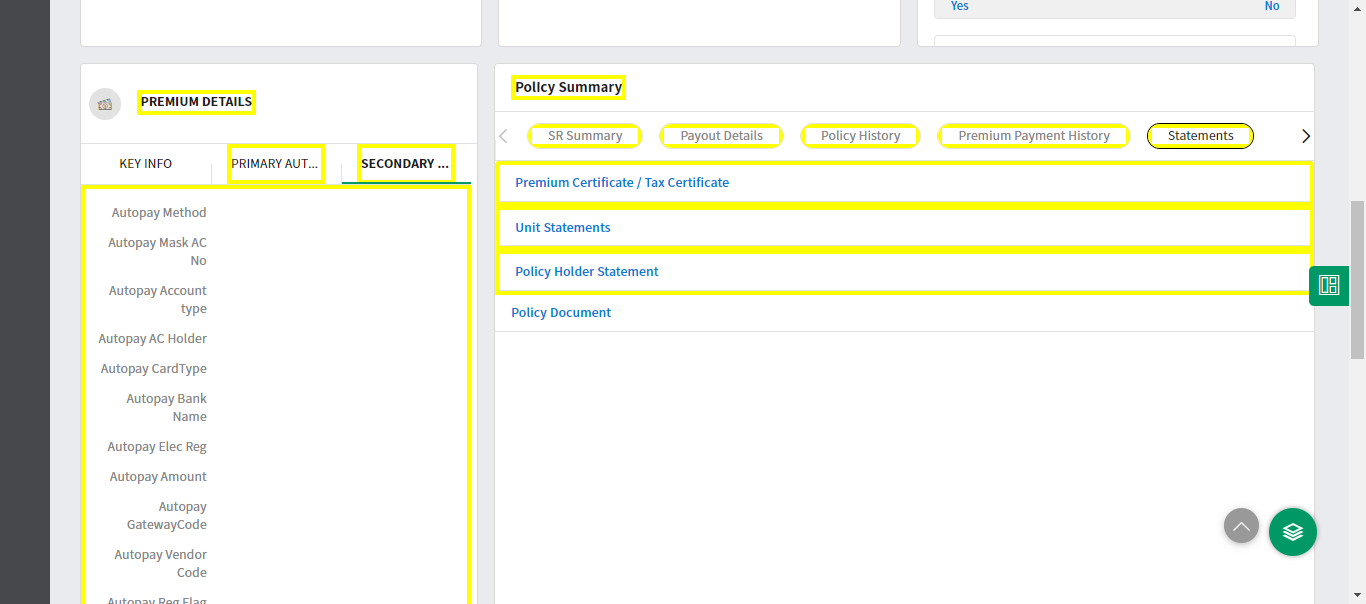 Yes
No
PREMIUM DETAILS
KEY INFO
PRIMARY AUT...
SECONDARY ...
Autopay Method
Autopay Mask AC
No
Autopay Account
type
Autopay AC Holder
Autopay CardType
Autopay Bank
Name
Autopay Elec Reg
Autopay Amount
Autopay
GatewayCode
Autopay Vendor
Code
Autopay Reg Flag
Policy Summary
SR Summary
Payout Details
Policy History
Premium Payment History
Statements
Premium Certificate / Tax Certificate
Unit Statements
Policy Holder Statement
Policy Document